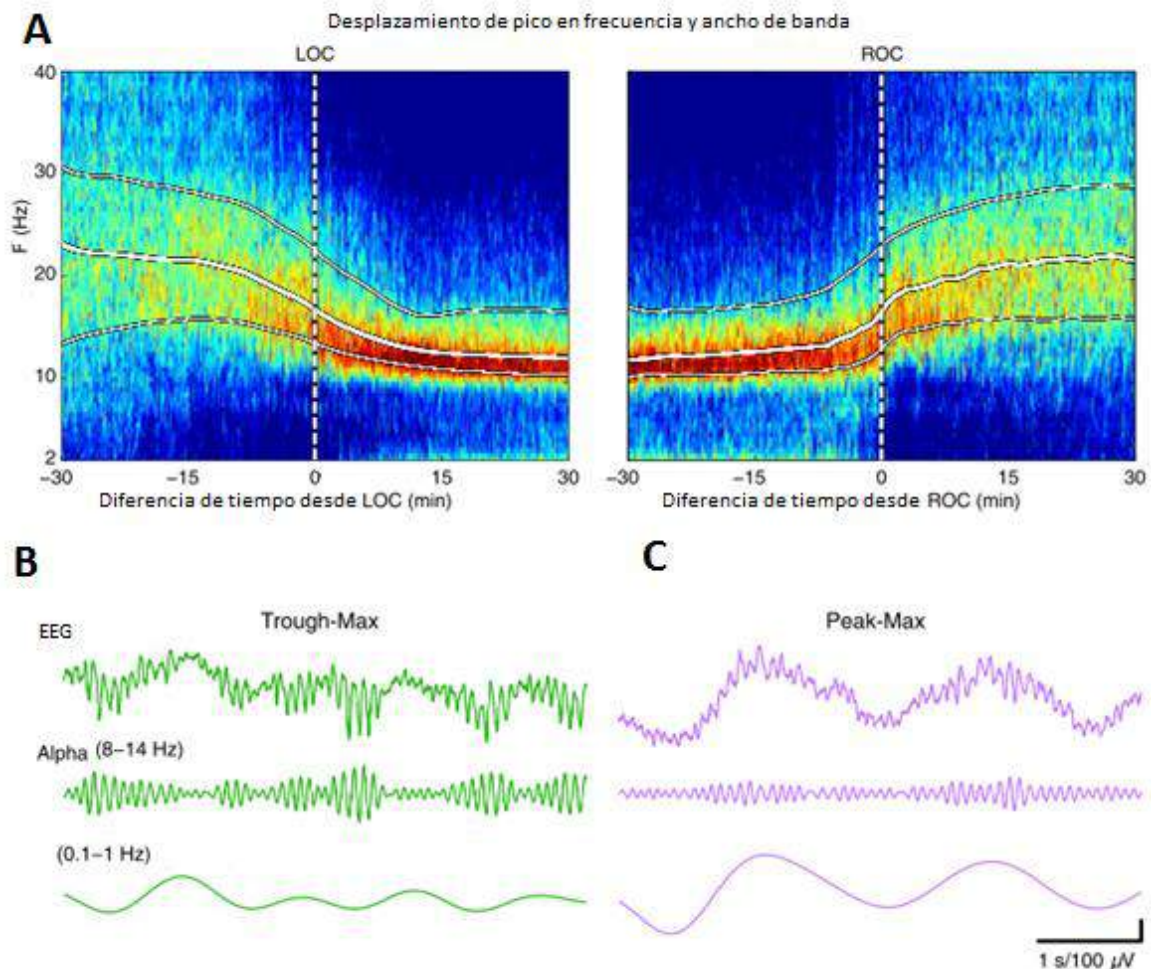 A
Desplazamiento de pico en frecuencia y ancho de banda
LOC
ROC
F (Hz)
40
30
20
10
2
-30
-15
0
15
30
-30
-15
0
15
30
Diferencia de tiempo desde LOC (min)
Diferencia de tiempo desde ROC (min)
B
C
Trough-Max
Peak-Max
EEG
Alpha (8–14 Hz)
(0.1–1 Hz)
1 s/100 µV